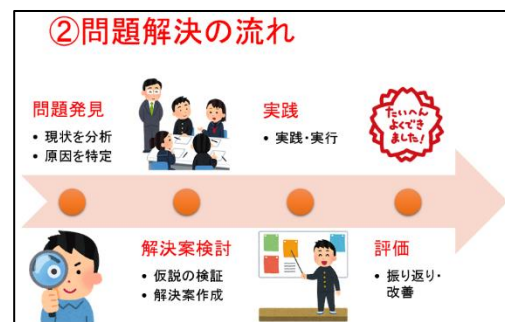 ②問題解決の流れ
問題発見
• 現状を分析
• 原因を特定
解決案検討
• 仮説の検証
• 解決案作成
実践
• 実践・実行
たいへん
よくでき
ました!
評価
• 振り返り・
改善